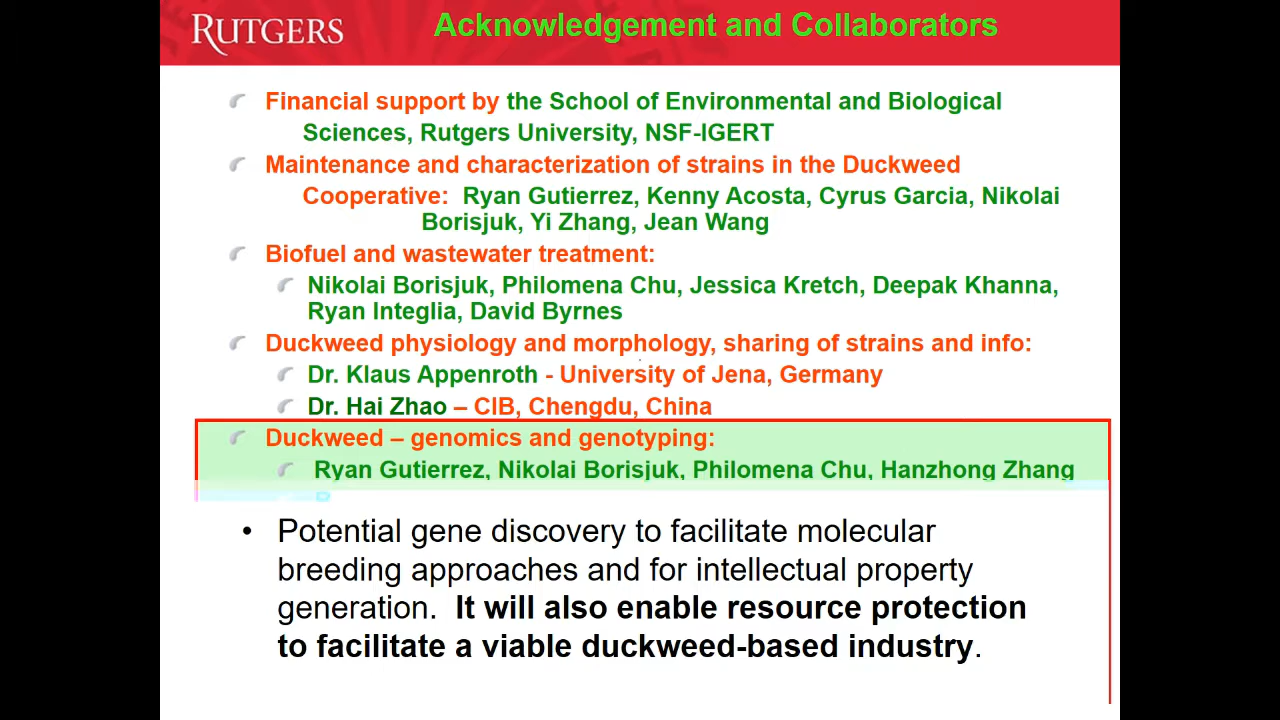 RUTGERS
Acknowledgement and Collaborators
Financial support by the School of Environmental and Biological
Sciences, Rutgers University, NSF-IGERT
Maintenance and characterization of strains in the Duckweed
Cooperative: Ryan Gutierrez, Kenny Acosta, Cyrus Garcia, Nikolai
Borisjuk, Yi Zhang, Jean Wang
Biofuel and wastewater treatment:
Nikolai Borisjuk, Philomena Chu, Jessica Kretch, Deepak Khanna,
Ryan Integlia, David Byrnes
Duckweed physiology and morphology, sharing of strains and info:
Dr. Klaus Appenroth - University of Jena, Germany
Dr. Hai Zhao – CIB, Chengdu, China
Duckweed – genomics and genotyping:
Ryan Gutierrez, Nikolai Borisjuk, Philomena Chu, Hanzhong Zhang
• Potential gene discovery to facilitate molecular
breeding approaches and for intellectual property
generation. It will also enable resource protection
to facilitate a viable duckweed-based industry.